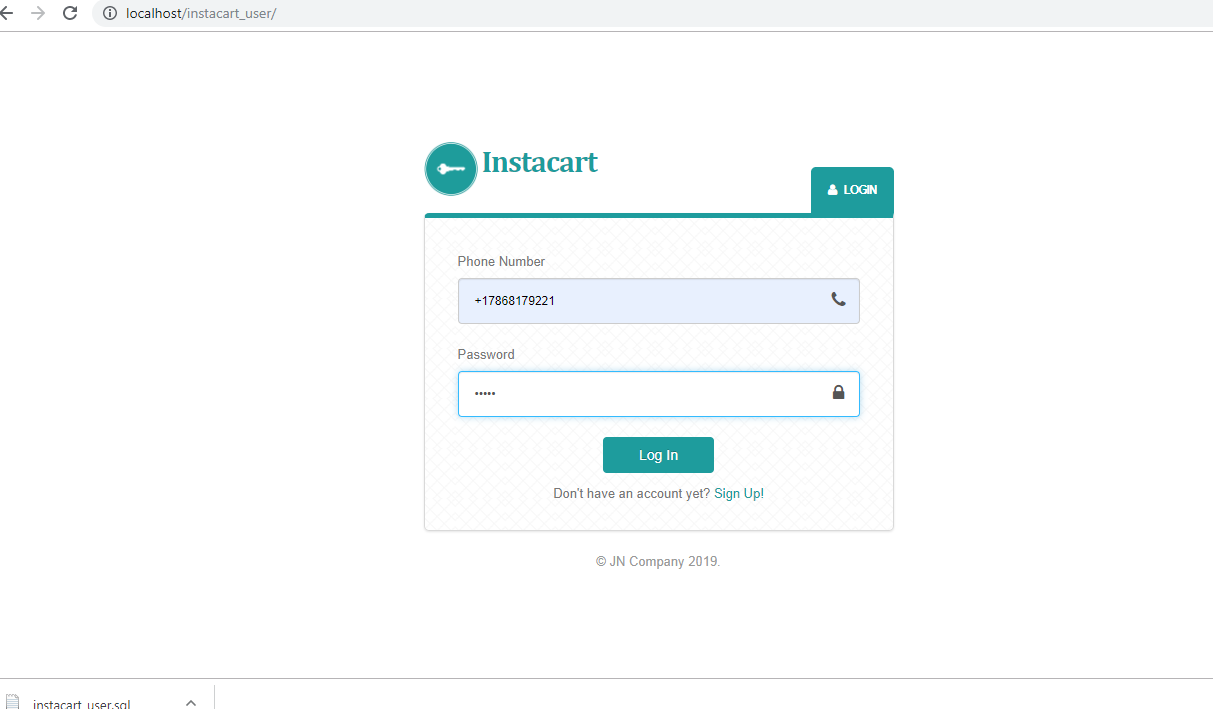 localhost/instacart_user/
Instacart
LOGIN
Phone Number
+17868179221
Password
•••••
Log In
Don't have an account yet? Sign Up!
© JN Company 2019.
instacart_user.sql